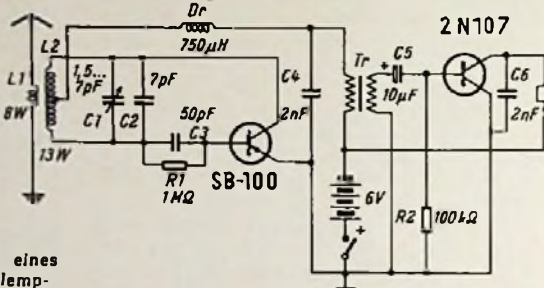 Dr
750µH
2N107
L2
L1
8W
13W
1,5...
7pF
C1
7pF
C2
50pF
C3
R1
1MΩ
SB-100
C4
2nF
Tr
+
C5
10µF
C6
2nF
6V
+
R2
100kΩ
eines
lemp-